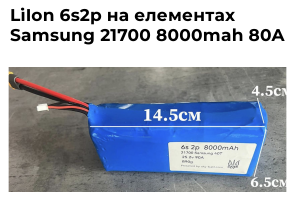 LiIon 6s2p на елементах
Samsung 21700 8000mah 80A
4.5см
14.5см
6s 2p 8000mAh
6.5см